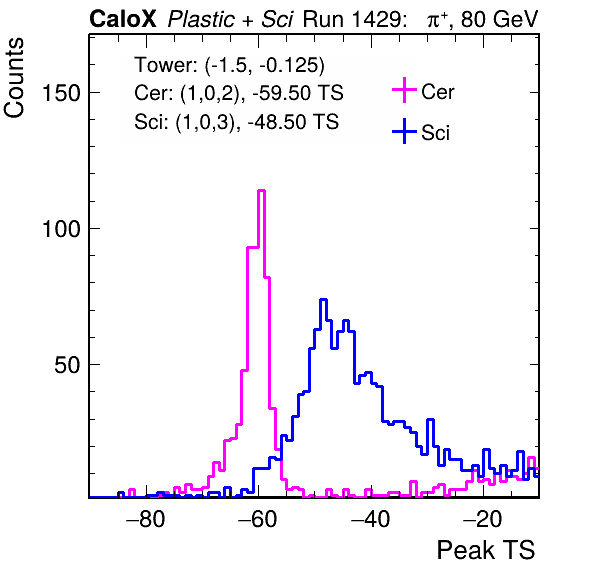 CaloX Plastic + Sci Run 1429: π⁺, 80 GeV
Counts
Tower: (-1.5, -0.125)
Cer: (1,0,2), -59.50 TS
Sci: (1,0,3), -48.50 TS
Cer
Sci
150
100
50
−80 −60 −40 −20
Peak TS